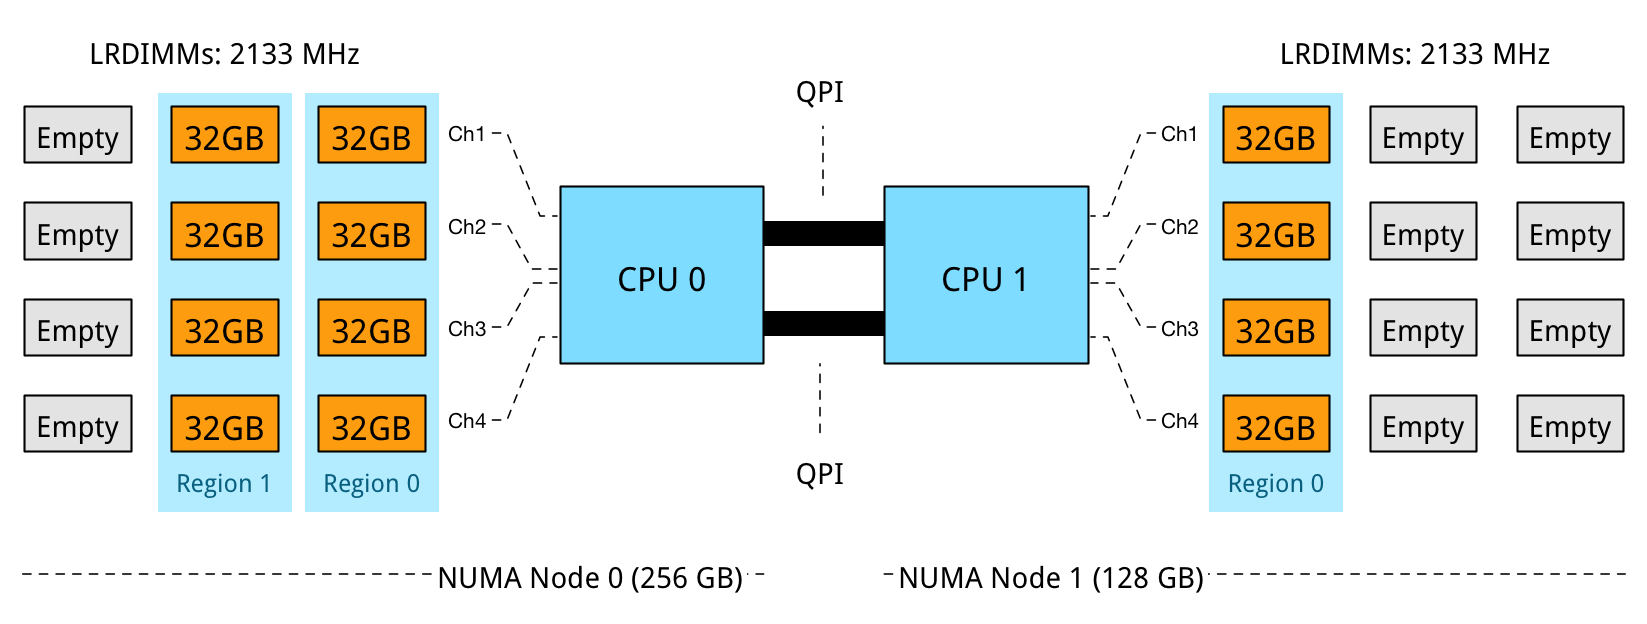 LRDIMMs: 2133 MHz
LRDIMMs: 2133 MHz
QPI
Empty 32GB 32GB Ch1 Ch1 32GB Empty Empty
Empty 32GB 32GB Ch2 Ch2 32GB Empty Empty
CPU 0 CPU 1
Empty 32GB 32GB Ch3 Ch3 32GB Empty Empty
Empty 32GB 32GB Ch4 Ch4 32GB Empty Empty
QPI
Region 1 Region 0 Region 0
NUMA Node 0 (256 GB) NUMA Node 1 (128 GB)